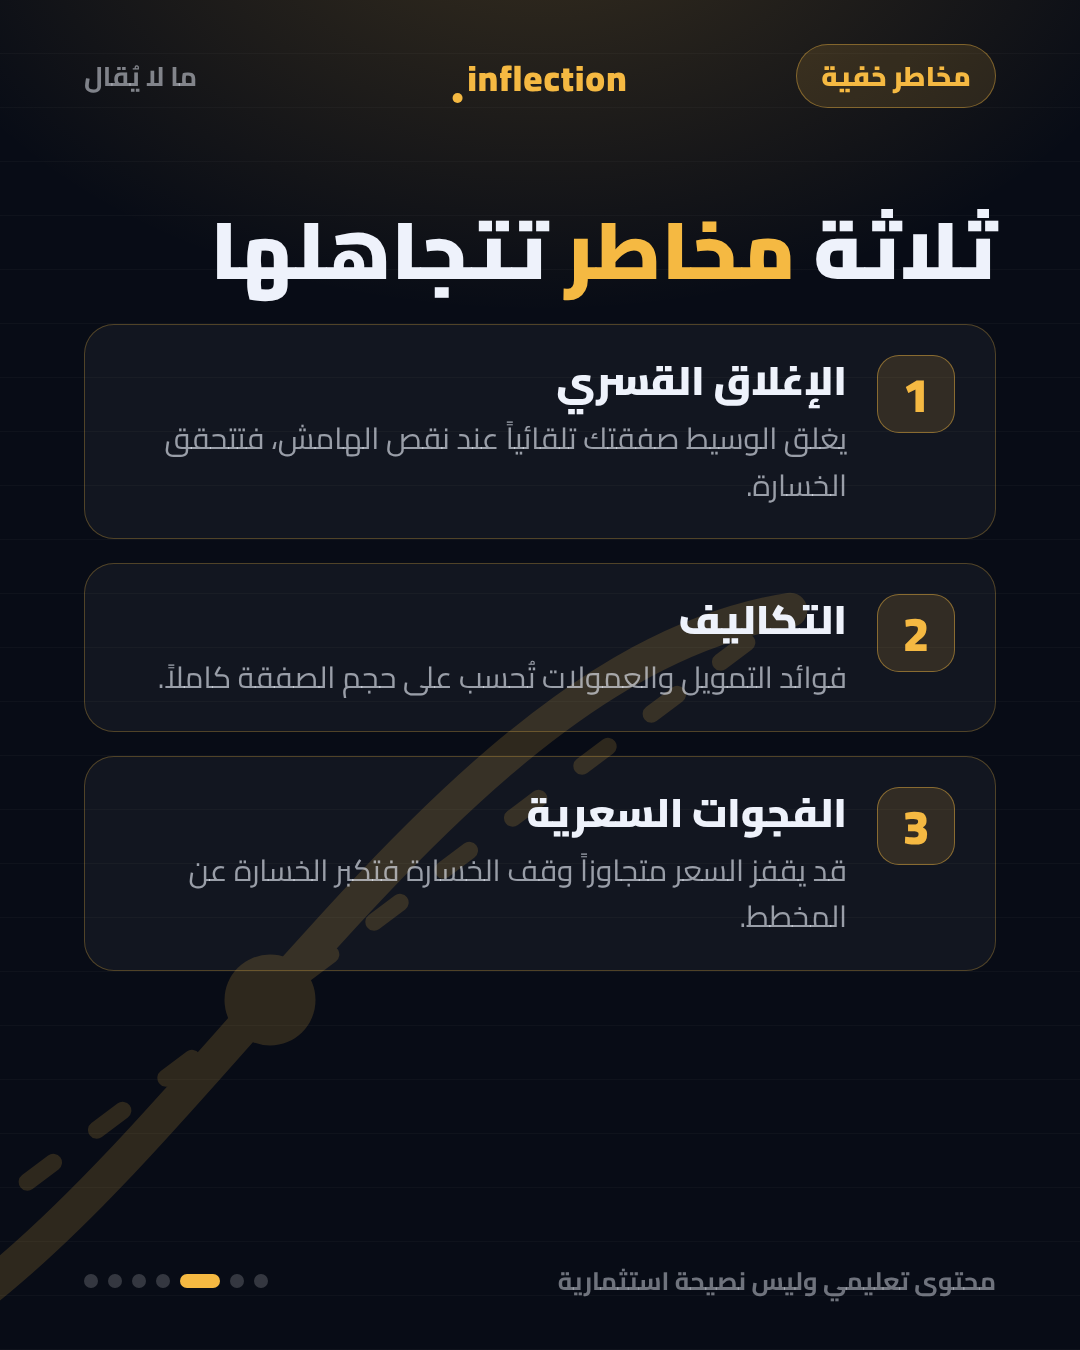 مخاطر خفية
inflection.
ما لا يُقال
ثلاثة مخاطر تتجاهلها
1
الإغلاق القسري
يغلق الوسيط صفقتك تلقائياً عند نقص الهامش، فتتحقق
الخسارة.
2
التكاليف
فوائد التمويل والعمولات تُحسب على حجم الصفقة كاملاً.
3
الفجوات السعرية
قد يقفز السعر متجاوزاً وقف الخسارة فتكبر الخسارة عن
المخطط.
محتوى تعليمي وليس نصيحة استثمارية